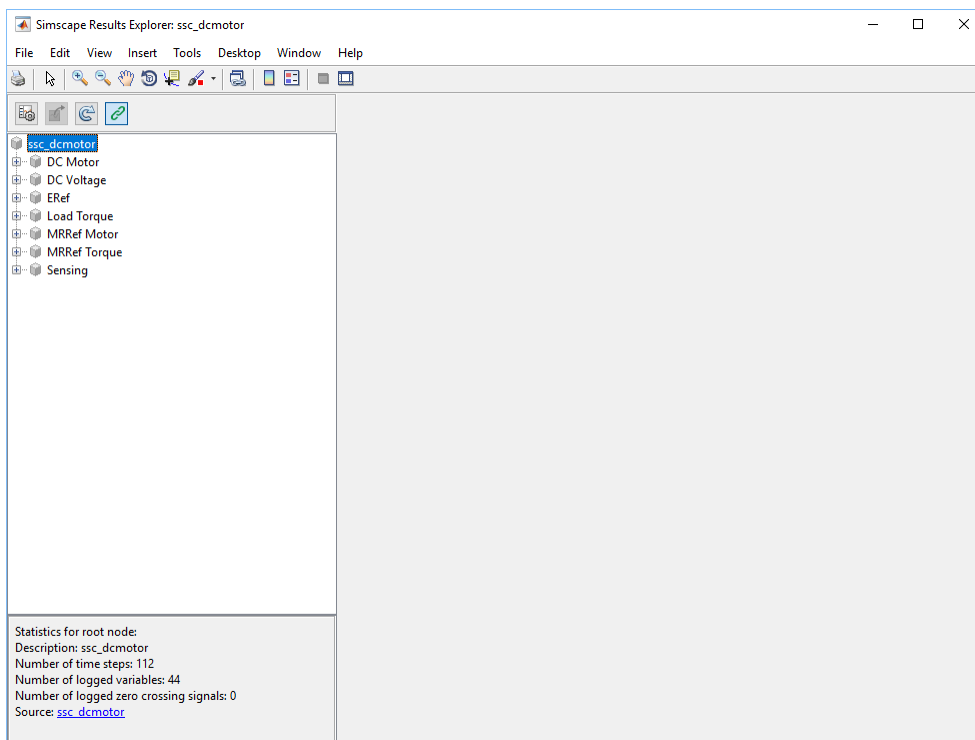 Simscape Results Explorer: ssc_dcmotor
File Edit View Insert Tools Desktop Window Help
ssc_dcmotor
DC Motor
DC Voltage
ERef
Load Torque
MRRef Motor
MRRef Torque
Sensing
Statistics for root node:
Description: ssc_dcmotor
Number of time steps: 112
Number of logged variables: 44
Number of logged zero crossing signals: 0
Source: ssc_dcmotor